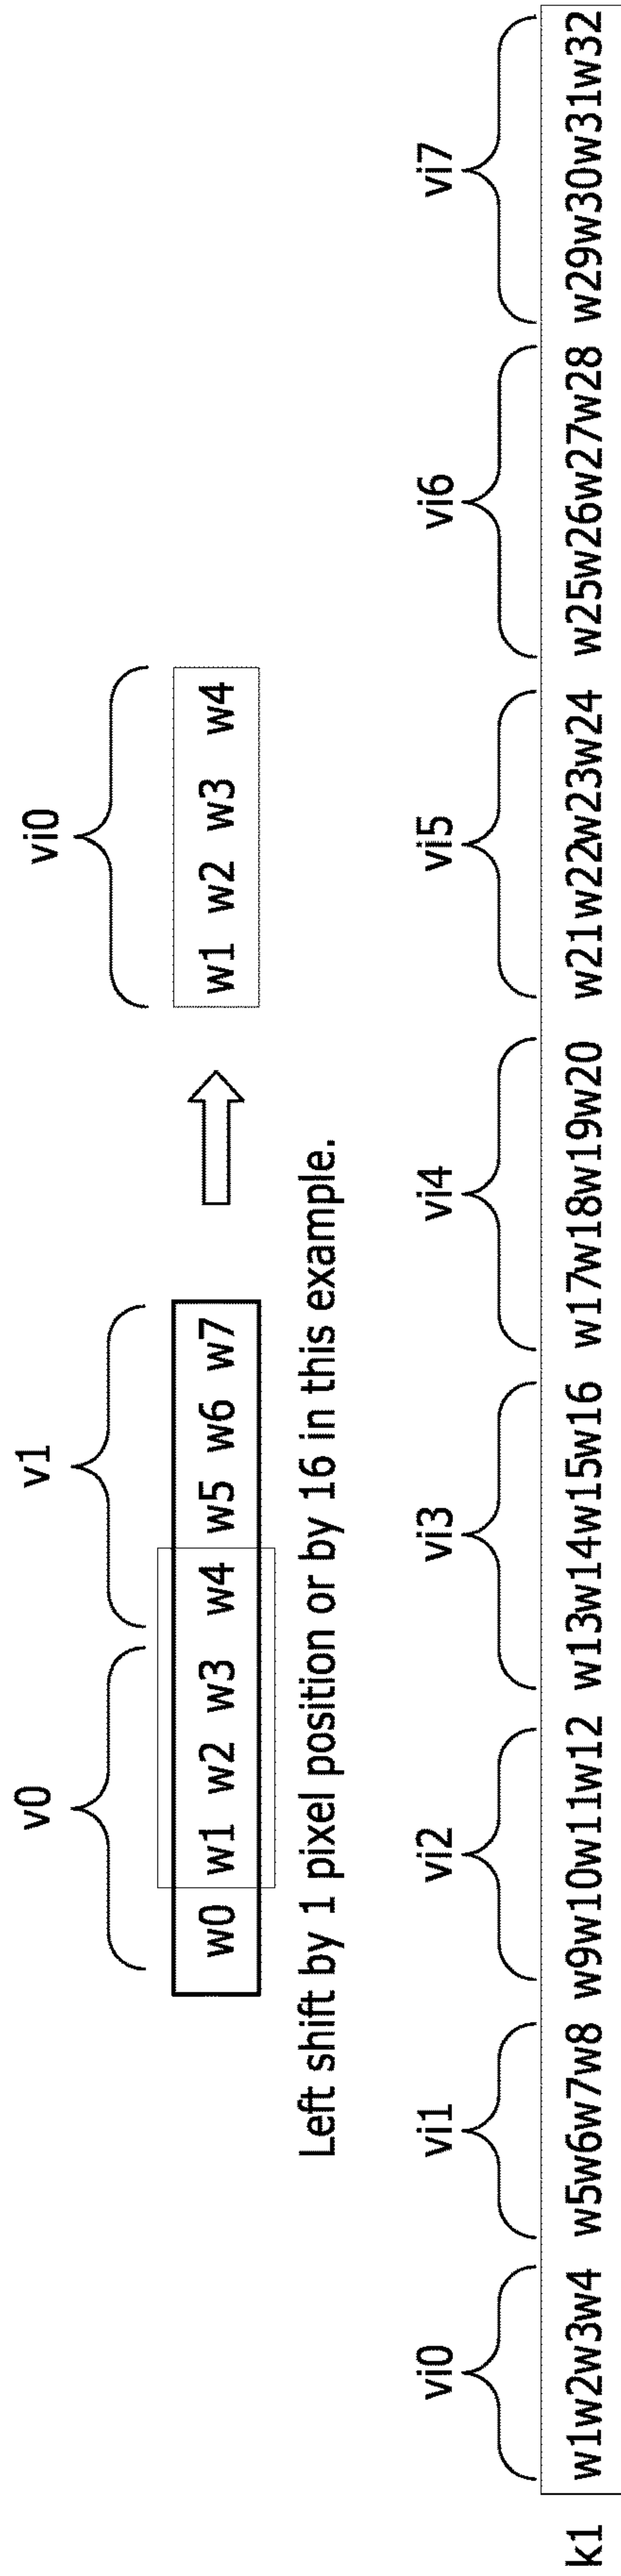 v0 v1 vi0
w0 w1 w2 w3 w4 w5 w6 w7 w1 w2 w3 w4
Left shift by 1 pixel position or by 16 in this example.
vi0 vi1 vi2 vi3 vi4 vi5 vi6 vi7
k1 w1w2w3w4 w5w6w7w8 w9w10w11w12 w13w14w15w16 w17w18w19w20 w21w22w23w24 w25w26w27w28 w29w30w31w32